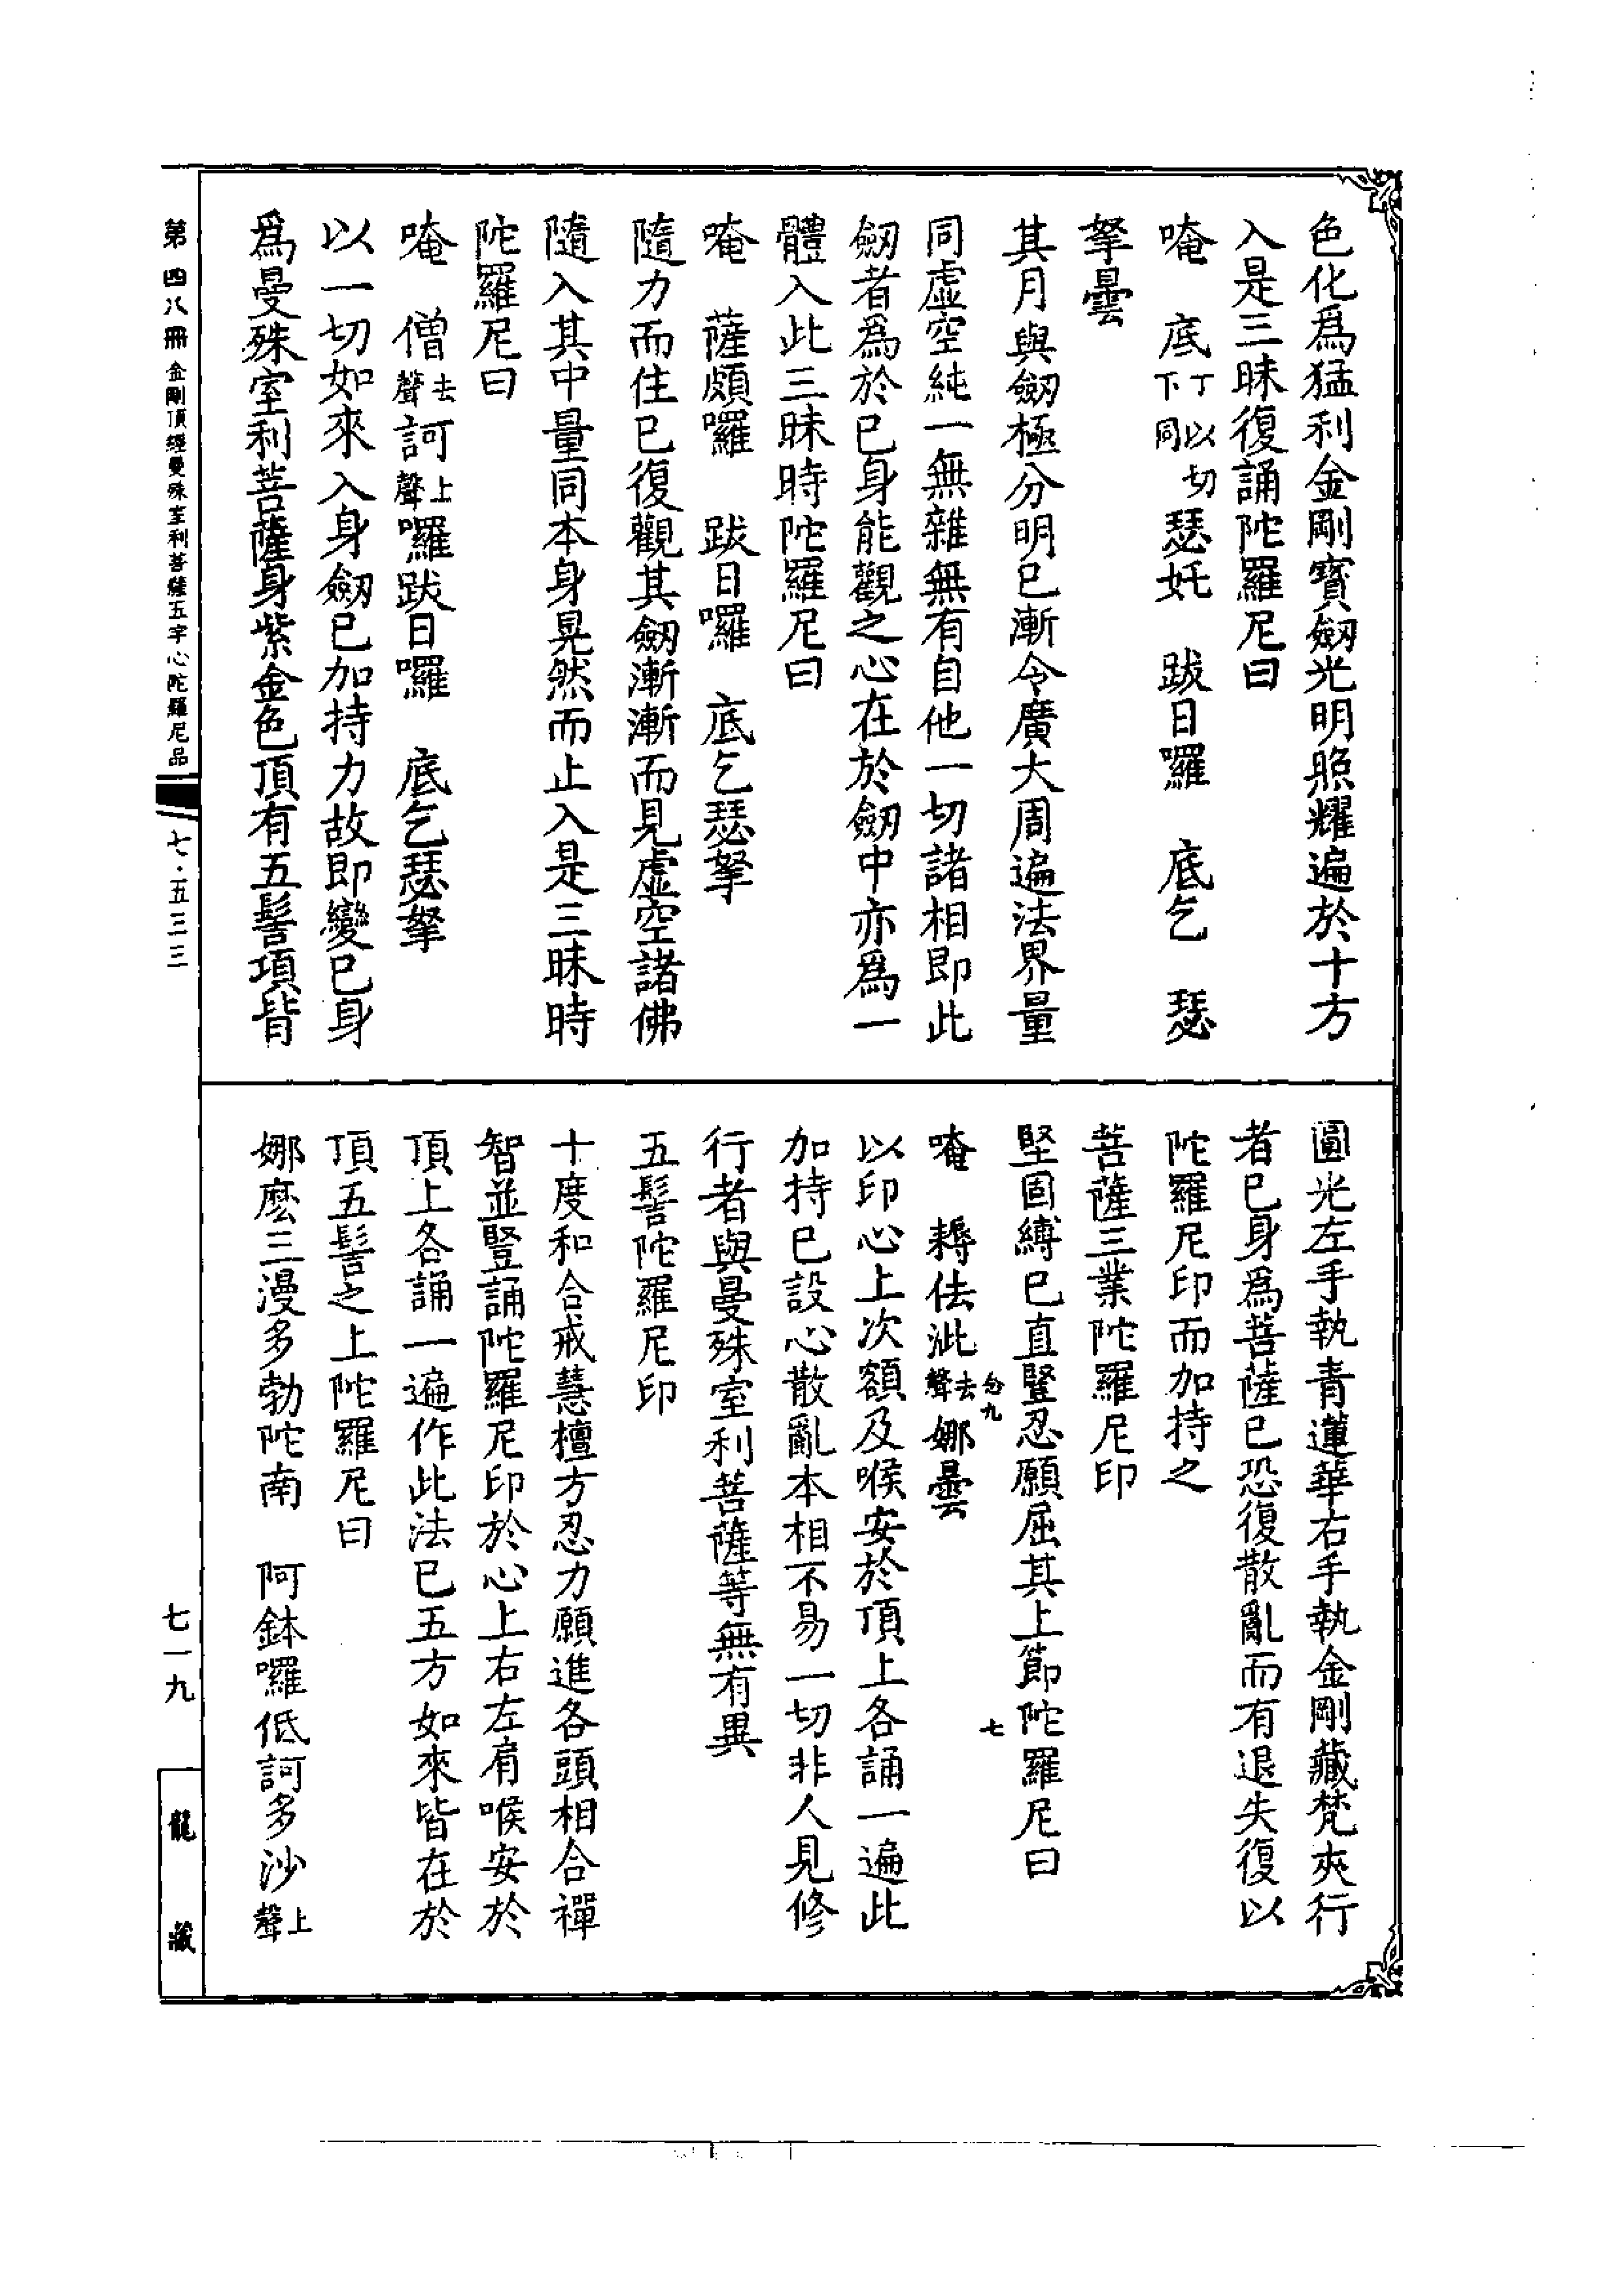 色化爲猛利金剛寶劔光明照耀遍於十方
入是三昧復誦陀羅尼曰
唵　底丁以切下同瑟妊　跋日囉　底乞　瑟
拏曇
其月與劔極分明已漸令廣大周遍法界量
同虛空純一無雜無有自他一切諸相即此
劔者爲於已身能觀之心在於劔中亦爲一
體入此三昧時陀羅尼曰
唵　薩頗囉　跋日囉　底乞瑟拏
隨力而住已復觀其劔漸漸而見虛空諸佛
隨入其中量同本身晃然而止入是三昧時
陀羅尼曰
唵　僧去聲訶上聲囉跋日囉　底乞瑟拏
以一切如來入身劔已加持力故即變已身
爲曼殊室利菩薩身紫金色頂有五髻項背
圓光左手執青蓮華右手執金剛藏梵夾行
者已身爲菩薩已恐復散亂而有退失復以
陀羅尼印而加持之
菩薩三業陀羅尼印
堅固縛已直豎忍願屈其上節陀羅尼曰
七
唵　耨佉泚去聲娜曇
以印心上次額及喉安於頂上各誦一遍此
加持已設心散亂本相不易一切非人見修
行者與曼殊室利菩薩等無有異
五髻陀羅尼印
十度和合戒慧檀方忍力願進各頭相合禪
智並豎誦陀羅尼印於心上右左肩喉安於
頂上各誦一遍作此法已五方如來皆在於
頂五髻之上陀羅尼曰
娜麽三漫多勃陀南　阿鉢囉低訶多沙上聲
第四八冊 金剛頂經曼殊室利菩薩五字心陀羅尼品
七·五三三
七一九
龍藏